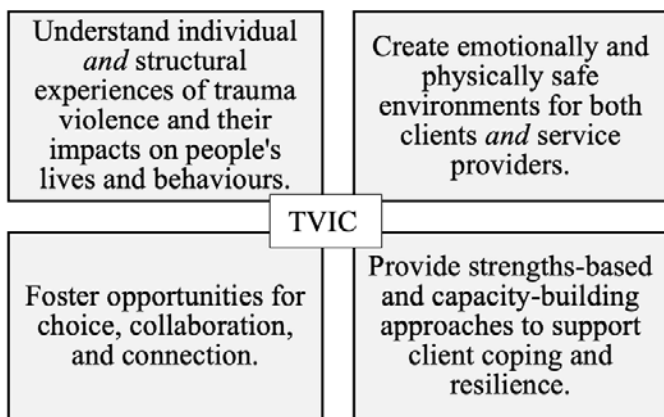 Understand individual
and structural
experiences of trauma
violence and their
impacts on people's
lives and behaviours.
Create emotionally and
physically safe
environments for both
clients and service
providers.
TVIC
Foster opportunities for
choice, collaboration,
and connection.
Provide strengths-based
and capacity-building
approaches to support
client coping and
resilience.